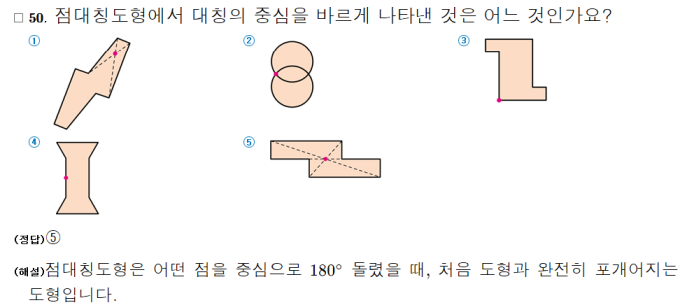 □ 50. 점대칭도형에서 대칭의 중심을 바르게 나타낸 것은 어느 것인가요?
① ② ③
④ ⑤
(정답)⑤
(해설)점대칭도형은 어떤 점을 중심으로 180° 돌렸을 때, 처음 도형과 완전히 포개어지는
도형입니다.